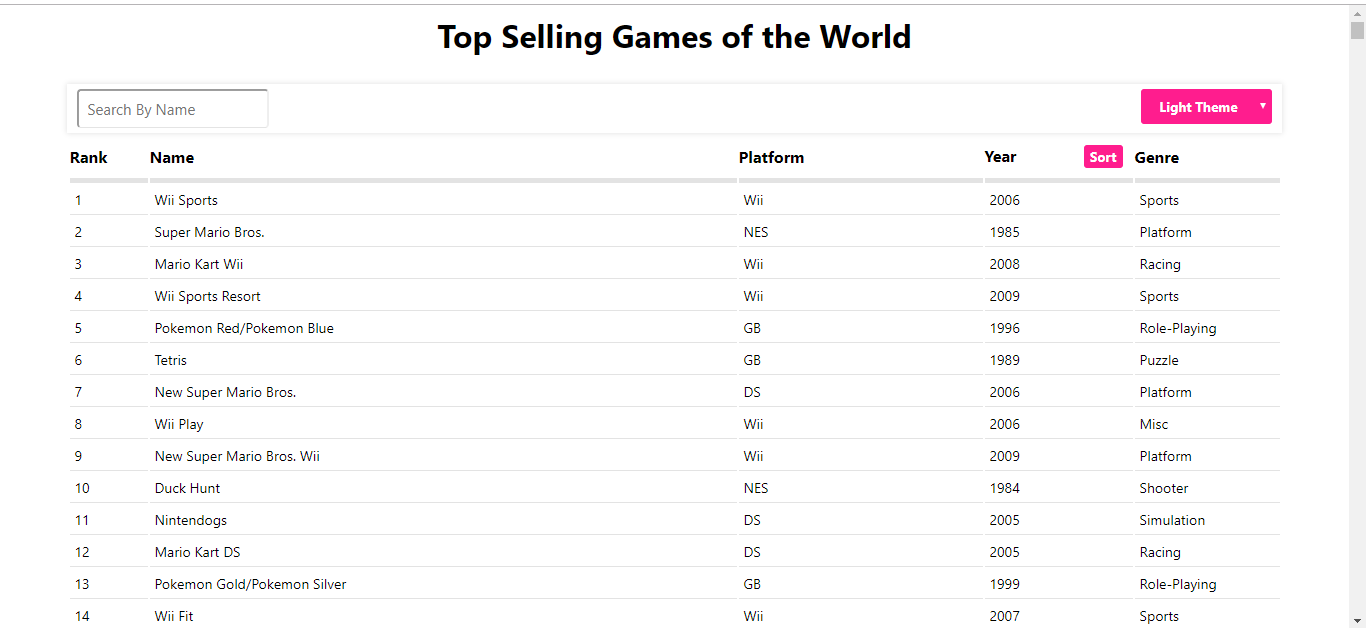 Top Selling Games of the World
Search By Name Light Theme
Rank Name Platform Year Sort Genre
1 Wii Sports Wii 2006 Sports
2 Super Mario Bros. NES 1985 Platform
3 Mario Kart Wii Wii 2008 Racing
4 Wii Sports Resort Wii 2009 Sports
5 Pokemon Red/Pokemon Blue GB 1996 Role-Playing
6 Tetris GB 1989 Puzzle
7 New Super Mario Bros. DS 2006 Platform
8 Wii Play Wii 2006 Misc
9 New Super Mario Bros. Wii Wii 2009 Platform
10 Duck Hunt NES 1984 Shooter
11 Nintendogs DS 2005 Simulation
12 Mario Kart DS DS 2005 Racing
13 Pokemon Gold/Pokemon Silver GB 1999 Role-Playing
14 Wii Fit Wii 2007 Sports